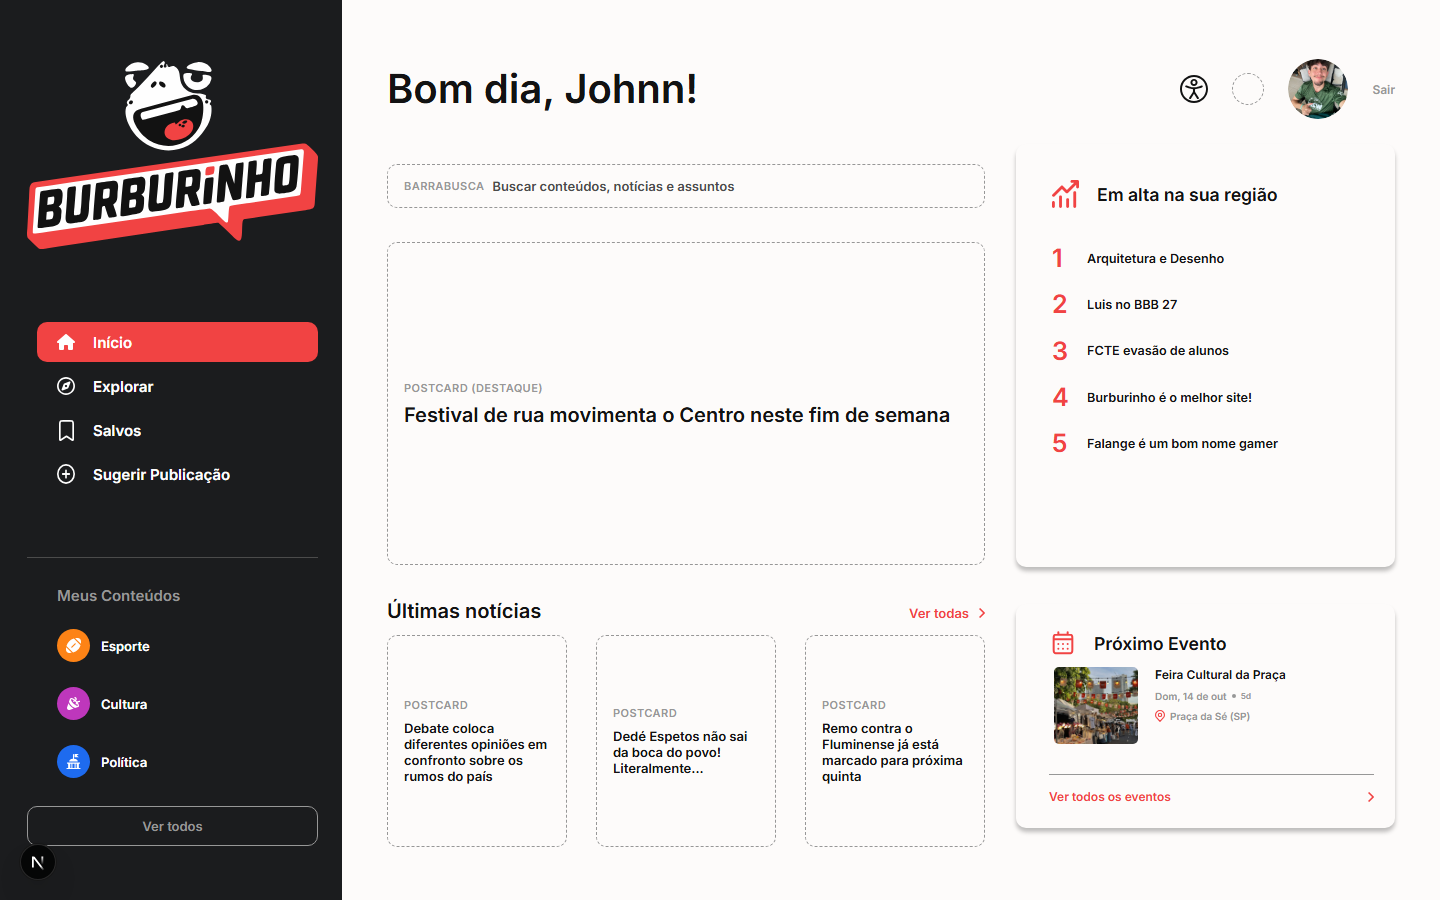 BURBURiNHO
Início
Explorar
Salvos
Sugerir Publicação
Meus Conteúdos
Esporte
Cultura
Política
Ver todos
N
Bom dia, Johnn!
Sair
BARRABUSCA Buscar conteúdos, notícias e assuntos
POSTCARD (DESTAQUE)
Festival de rua movimenta o Centro neste fim de semana
Últimas notícias
Ver todas
POSTCARD
Debate coloca
diferentes opiniões em
confronto sobre os
rumos do país
POSTCARD
Dedé Espetos não sai
da boca do povo!
Literalmente...
POSTCARD
Remo contra o
Fluminense já está
marcado para próxima
quinta
Em alta na sua região
1 Arquitetura e Desenho
2 Luis no BBB 27
3 FCTE evasão de alunos
4 Burburinho é o melhor site!
5 Falange é um bom nome gamer
Próximo Evento
Feira Cultural da Praça
Dom, 14 de out • 5d
Praça da Sé (SP)
Ver todos os eventos